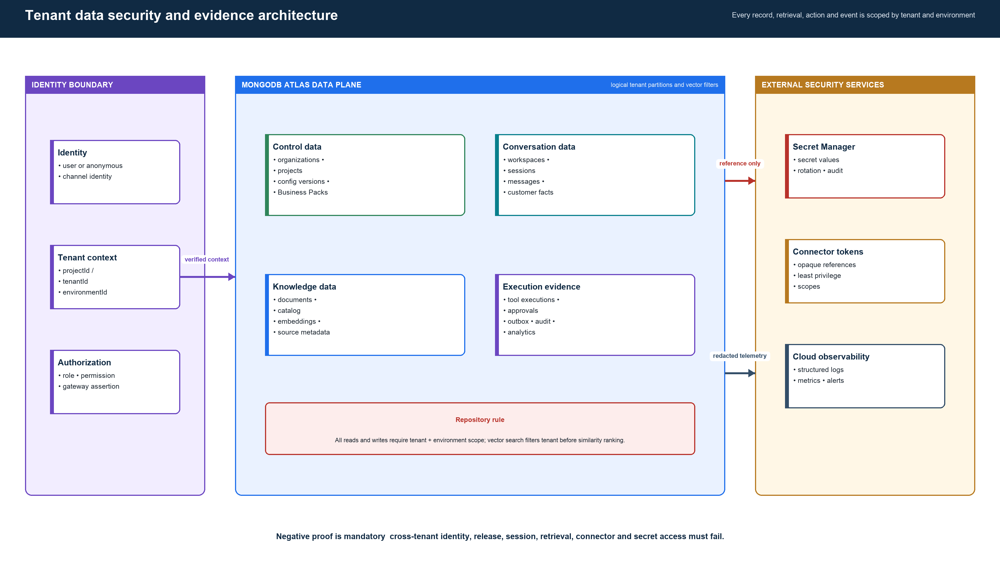 Tenant data security and evidence architecture
Every record, retrieval, action and event is scoped by tenant and environment
IDENTITY BOUNDARY
Identity
• user or anonymous
• channel identity
Tenant context
• projectId /
• tenantId
• environmentId
Authorization
• role • permission
• gateway assertion
verified context
MONGODB ATLAS DATA PLANE
logical tenant partitions and vector filters
Control data
• organizations •
• projects
• config versions •
• Business Packs
Conversation data
• workspaces •
• sessions
• messages •
• customer facts
Knowledge data
• documents •
• catalog
• embeddings •
• source metadata
Execution evidence
• tool executions •
• approvals
• outbox • audit •
• analytics
Repository rule
All reads and writes require tenant + environment scope; vector search filters tenant before similarity ranking.
reference only
redacted telemetry
EXTERNAL SECURITY SERVICES
Secret Manager
• secret values
• rotation • audit
Connector tokens
• opaque references
• least privilege
• scopes
Cloud observability
• structured logs
• metrics • alerts
Negative proof is mandatory  cross-tenant identity, release, session, retrieval, connector and secret access must fail.